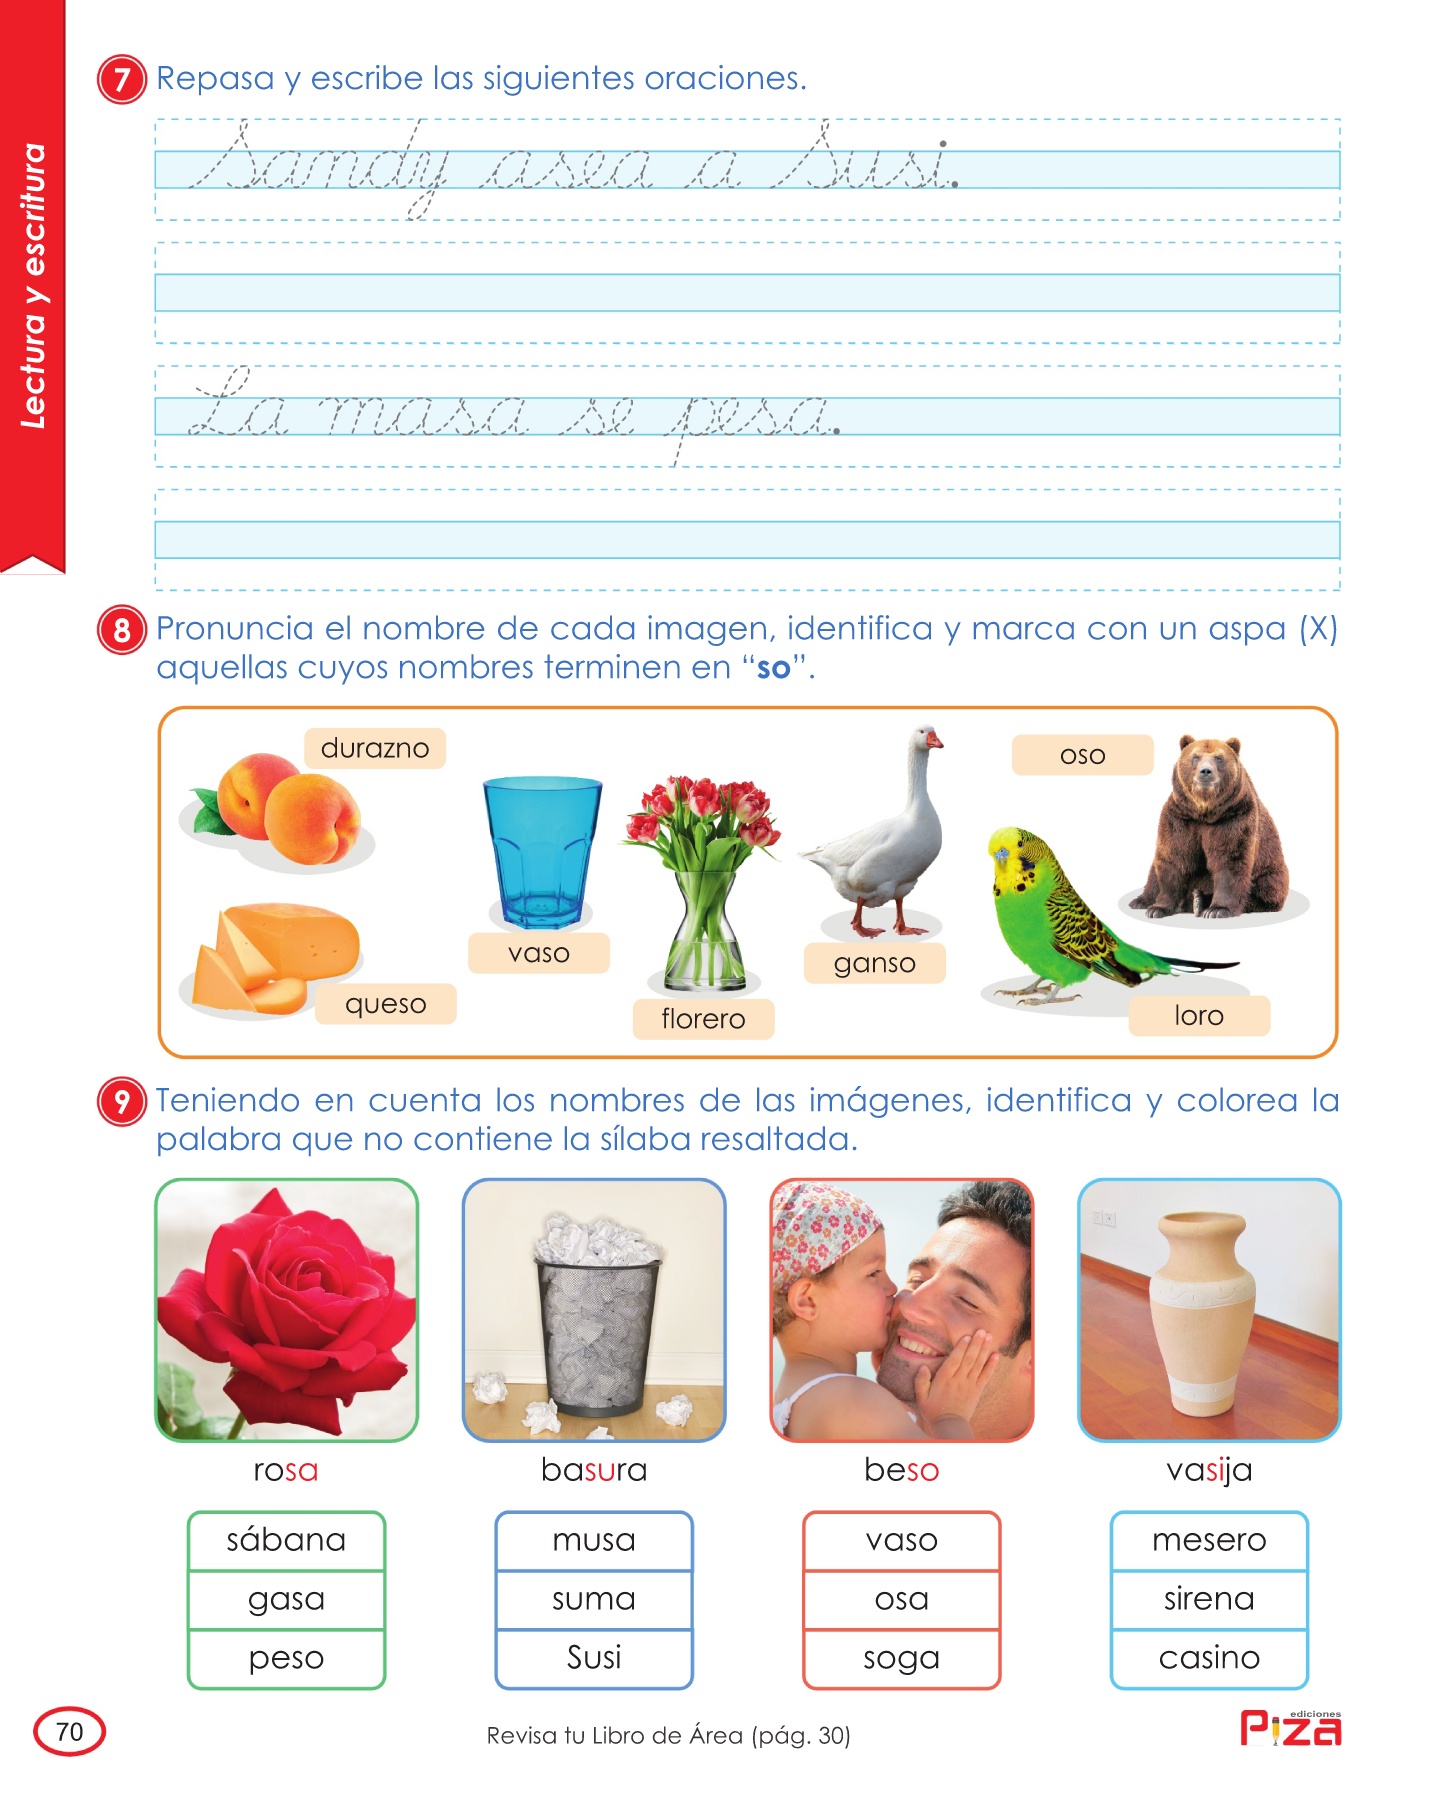 Lectura y escritura
7 Repasa y escribe las siguientes oraciones.
Sandy asea a Susi.
La masa se pesa.
8 Pronuncia el nombre de cada imagen, identifica y marca con un aspa (X)
aquellas cuyos nombres terminen en “so”.
durazno
oso
vaso
ganso
queso
florero
loro
9 Teniendo en cuenta los nombres de las imágenes, identifica y colorea la
palabra que no contiene la sílaba resaltada.
rosa
basura
beso
vasija
sábana
gasa
peso
musa
suma
Susi
vaso
osa
soga
mesero
sirena
casino
70
Revisa tu Libro de Área (pág. 30)
ediciones
Piza